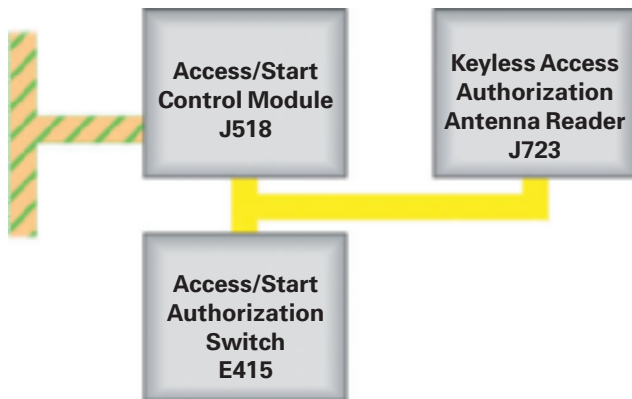 Access/Start
Control Module
J518
Keyless Access
Authorization
Antenna Reader
J723
Access/Start
Authorization
Switch
E415